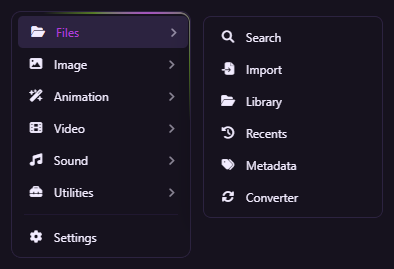 Files
Image
Animation
Video
Sound
Utilities
Settings
Search
Import
Library
Recents
Metadata
Converter